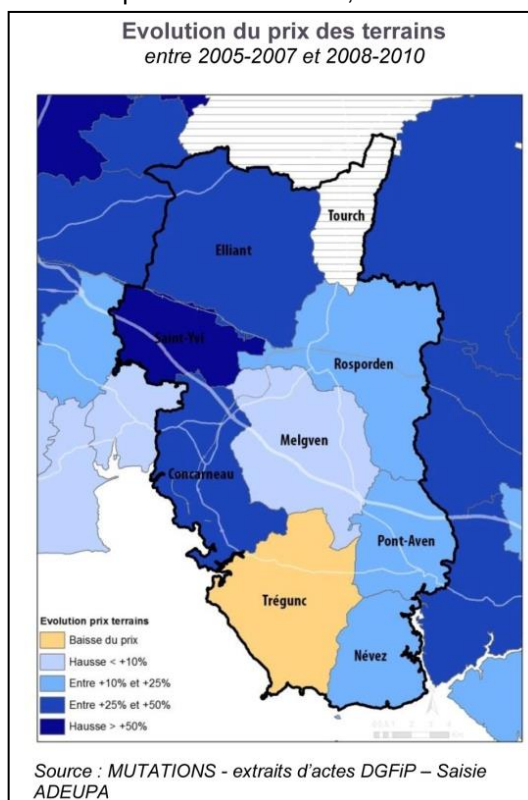 Evolution du prix des terrains
entre 2005-2007 et 2008-2010
Tourch
Elliant
Saint-Yvi
Rosporden
Melgven
Concarneau
Pont-Aven
Trégunc
Névez
Evolution prix terrains
Baisse du prix
Hausse < +10%
Entre +10% et +25%
Entre +25% et +50%
Hausse > +50%
Source : MUTATIONS - extraits d'actes DGFiP – Saisie
ADEUPA